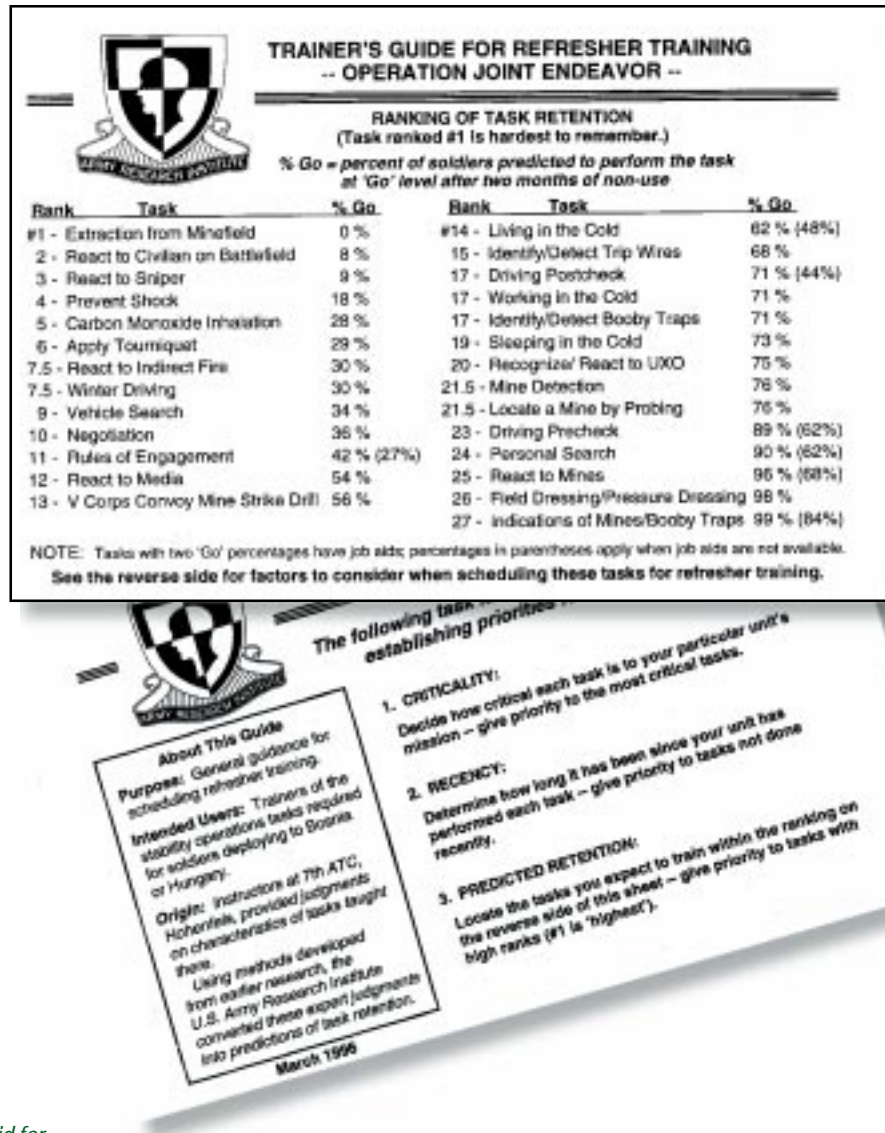 TRAINER'S GUIDE FOR REFRESHER TRAINING
-- OPERATION JOINT ENDEAVOR --
ARMY RESEARCH INSTITUTE
RANKING OF TASK RETENTION
(Task ranked #1 is hardest to remember.)
% Go = percent of soldiers predicted to perform the task
at 'Go' level after two months of non-use
Rank Task % Go
#1 - Extraction from Minefield 0 %
2 - React to Civilian on Battlefield 8 %
3 - React to Sniper 9 %
4 - Prevent Shock 18 %
5 - Carbon Monoxide Inhalation 28 %
6 - Apply Tourniquet 29 %
7.5 - React to Indirect Fire 30 %
7.5 - Winter Driving 30 %
9 - Vehicle Search 34 %
10 - Negotiation 36 %
11 - Rules of Engagement 42 % (27%)
12 - React to Media 54 %
13 - V Corps Convoy Mine Strike Drill 56 %
Rank Task % Go
#14 - Living in the Cold 62 % (48%)
15 - Identify/Detect Trip Wires 68 %
17 - Driving Postcheck 71 % (44%)
17 - Working in the Cold 71 %
17 - Identify/Detect Booby Traps 71 %
19 - Sleeping in the Cold 73 %
20 - Recognize/ React to UXO 75 %
21.5 - Mine Detection 76 %
21.5 - Locate a Mine by Probing 76 %
23 - Driving Precheck 89 % (62%)
24 - Personal Search 90 % (62%)
25 - React to Mines 96 % (68%)
26 - Field Dressing/Pressure Dressing 98 %
27 - Indications of Mines/Booby Traps 99 % (84%)
NOTE: Tasks with two 'Go' percentages have job aids; percentages in parentheses apply when job aids are not available.
See the reverse side for factors to consider when scheduling these tasks for refresher training.
The following task
establishing priorities
ARMY RESEARCH INSTITUTE
About This Guide
Purpose: General guidance for
scheduling refresher training.
Intended Users: Trainers of the
stability operations tasks required
for soldiers deploying to Bosnia
or Hungary.
Origin: Instructors at 7th ATC,
Hohenfels, provided judgments
on characteristics of tasks taught
there.
Using methods developed
from earlier research, the
U.S. Army Research Institute
converted these expert judgments
into predictions of task retention.
March 1996
1. CRITICALITY:
Decide how critical each task is to your particular unit's
mission -- give priority to the most critical tasks.
2. RECENCY:
Determine how long it has been since your unit has
performed each task -- give priority to tasks not done
recently.
3. PREDICTED RETENTION:
Locate the tasks you expect to train within the ranking on
the reverse side of this sheet -- give priority to tasks with
high ranks (#1 is 'highest').